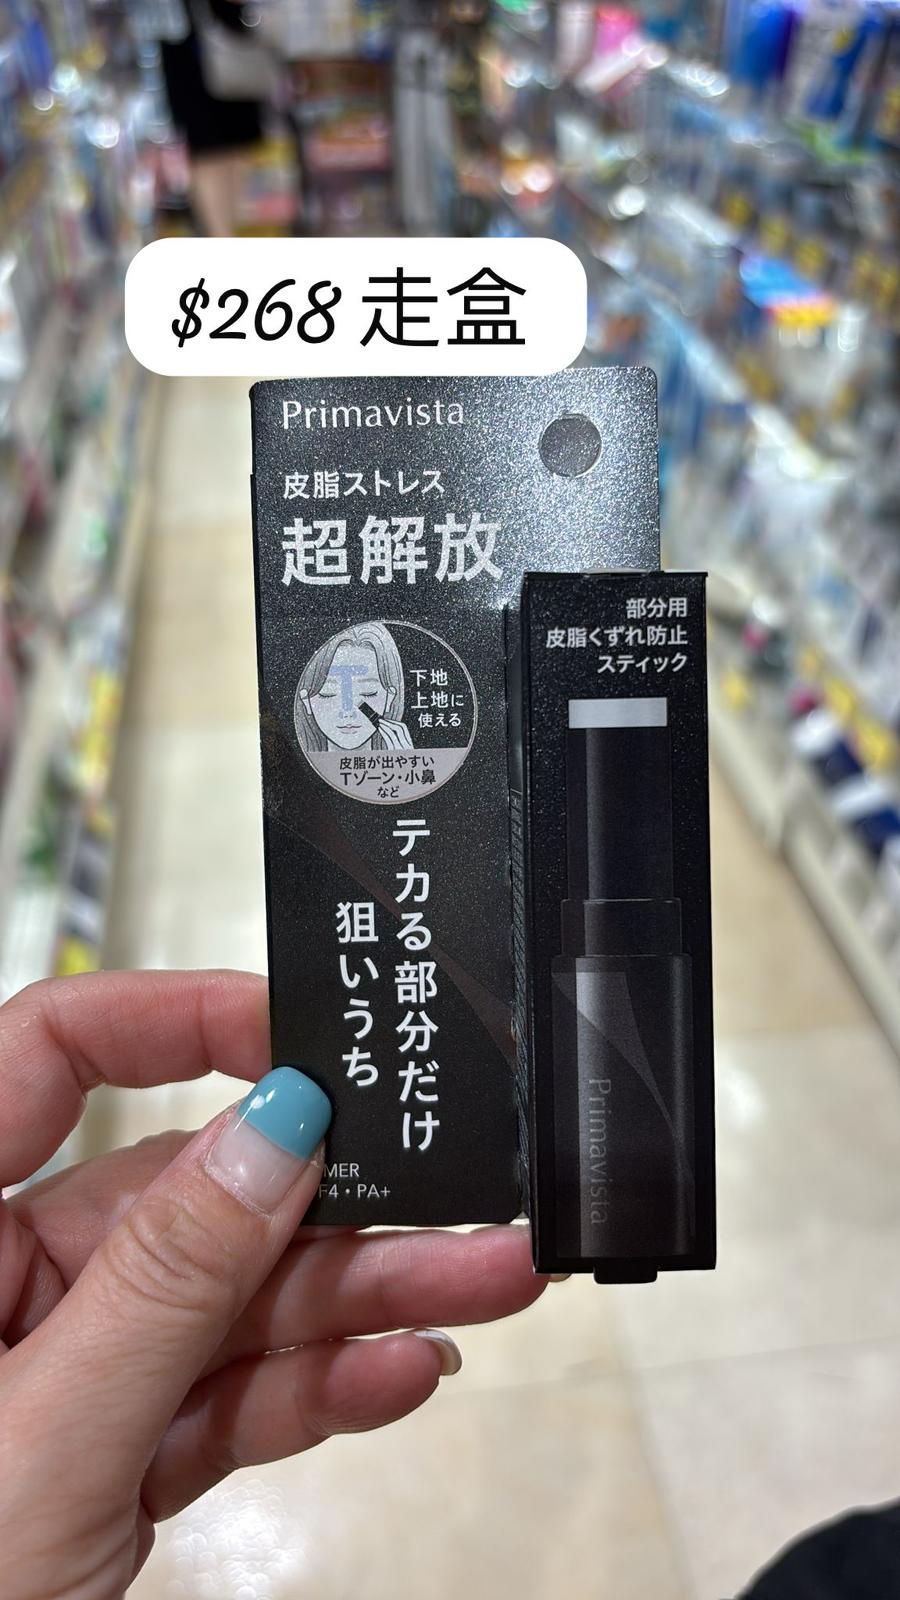 $268 走盒
Primavista
皮脂ストレス
超解放
下地
上地に
使える
皮脂が出やすい
Tゾーン・小鼻
など
テカる部分だけ
狙いうち
MER
F4・PA+
部分用
皮脂くずれ防止
スティック
Primavista